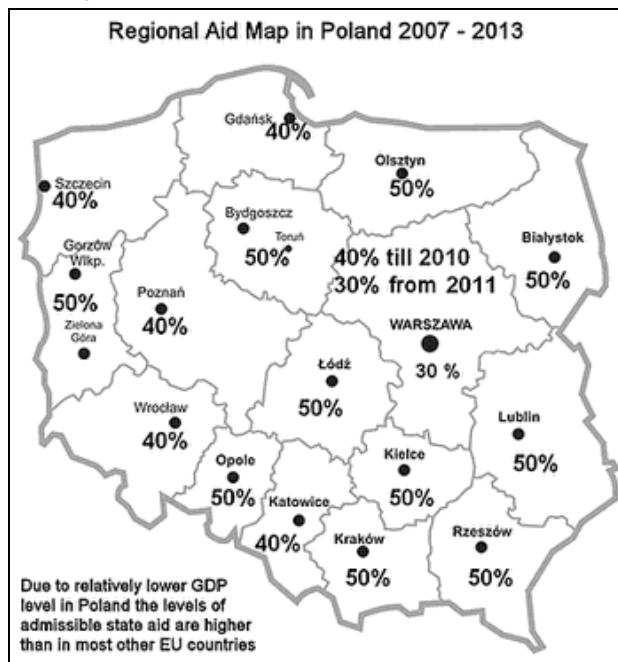 Regional Aid Map in Poland 2007 - 2013
Gdańsk
40%
Olsztyn
50%
Szczecin
40%
Bydgoszcz
Toruń
50%
Białystok
50%
40% till 2010
30% from 2011
Gorzów
Wlkp.
50%
Zielona
Góra
Poznań
40%
WARSZAWA
30 %
Łódź
50%
Wrocław
40%
Lublin
50%
Opole
50%
Kielce
50%
Katowice
40%
Kraków
50%
Rzeszów
50%
Due to relatively lower GDP
level in Poland the levels of
admissible state aid are higher
than in most other EU countries